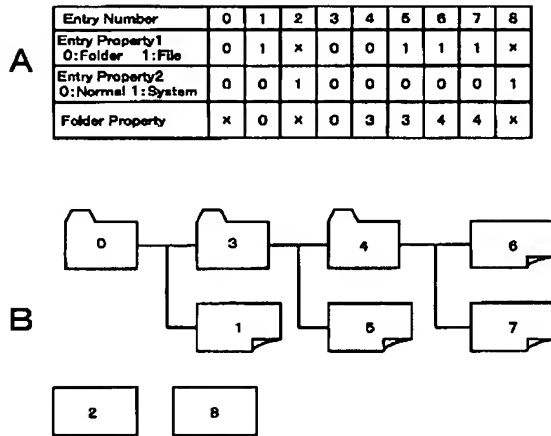 A
Entry Number 0 1 2 3 4 5 6 7 8
Entry Property1
0:Folder 1:File 0 1 × 0 0 1 1 1 ×
Entry Property2
0:Normal 1:System 0 0 1 0 0 0 0 0 1
Folder Property × 0 × 0 3 3 4 4 ×
B
0 3 4 6
1 5 7
2 8